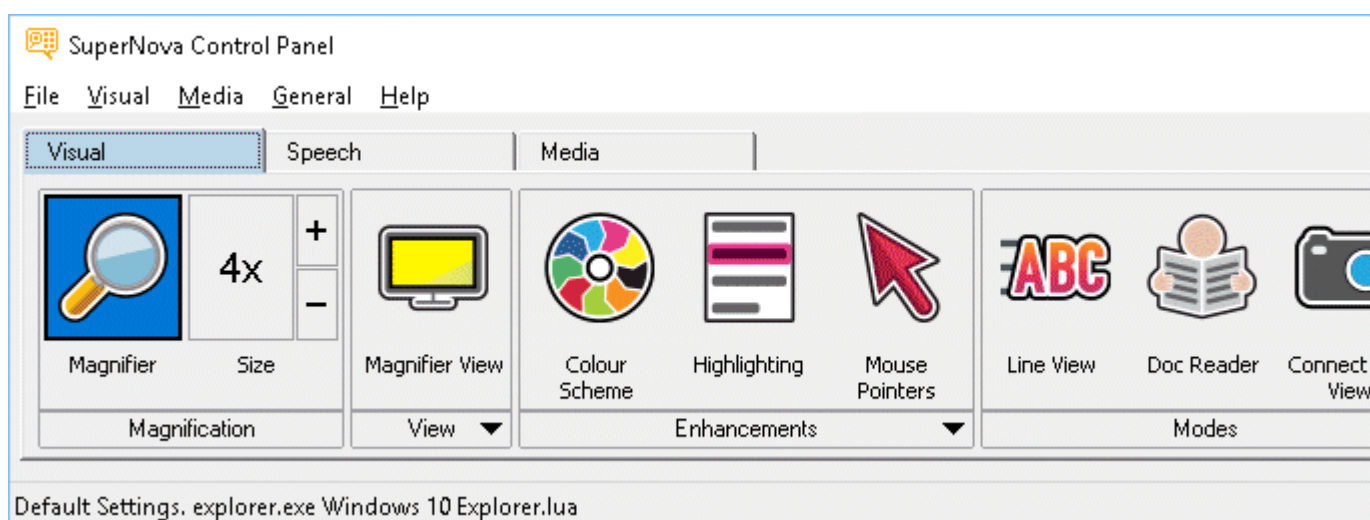 SuperNova Control Panel
File Visual Media General Help
Visual Speech Media
4x
+
−
ABC
Magnifier Size Magnifier View Colour Scheme Highlighting Mouse Pointers Line View Doc Reader Connect View
Magnification View Enhancements Modes
Default Settings. explorer.exe Windows 10 Explorer.lua